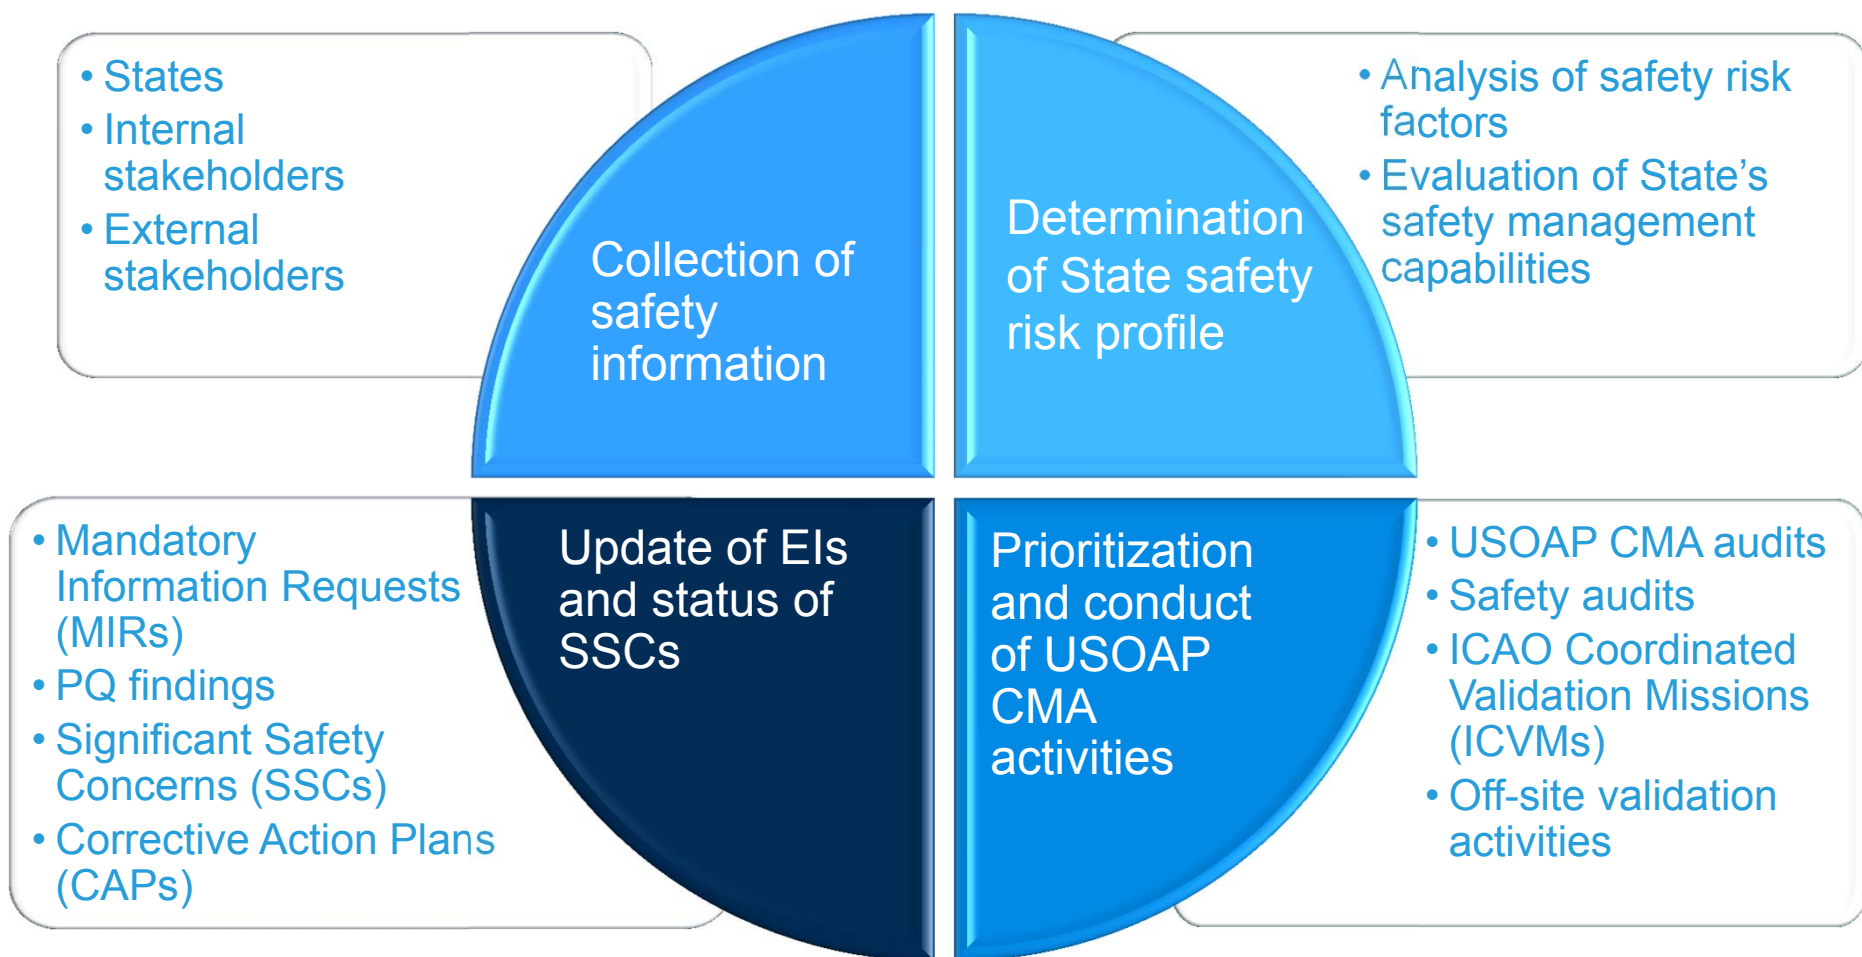 • States
• Internal
stakeholders
• External
stakeholders
Collection of
safety
information
Determination
of State safety
risk profile
• Analysis of safety risk
factors
• Evaluation of State’s
safety management
capabilities
• Mandatory
Information Requests
(MIRs)
• PQ findings
• Significant Safety
Concerns (SSCs)
• Corrective Action Plans
(CAPs)
Update of EIs
and status of
SSCs
Prioritization
and conduct
of USOAP
CMA
activities
• USOAP CMA audits
• Safety audits
• ICAO Coordinated
Validation Missions
(ICVMs)
• Off-site validation
activities